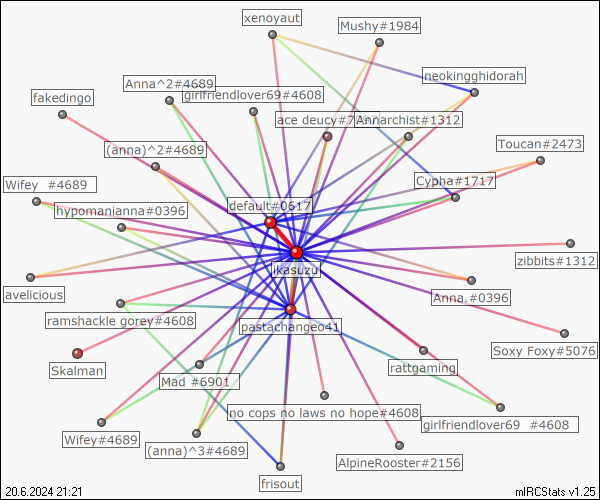 xenoyaut
Mushy#1984
neokingghidorah
Anna^2#4689
girlfriendlover69#4608
fakedingo
ace deucy#7
Annarchist#1312
Toucan#2473
(anna)^2#4689
Cypha#1717
Wifey #4689
default#0617
hypomanianna#0396
zibbits#1312
ikasuzu
avelicious
Anna,#0396
ramshackle gorey#4608
pastachangeo41
Soxy Foxy#5076
Skalman
rattgaming
Mad #6901
no cops no laws no hope#4608
girlfriendlover69 #4608
Wifey#4689
(anna)^3#4689
AlpineRooster#2156
frisout
20.6.2024 21:21
mIRCStats v1.25